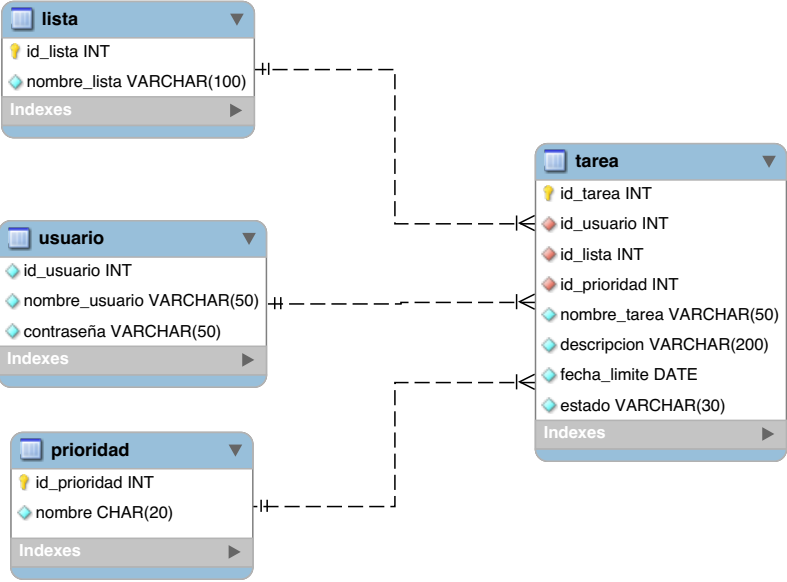 lista
id_lista INT
nombre_lista VARCHAR(100)
Indexes
usuario
id_usuario INT
nombre_usuario VARCHAR(50)
contraseña VARCHAR(50)
Indexes
prioridad
id_prioridad INT
nombre CHAR(20)
Indexes
tarea
id_tarea INT
id_usuario INT
id_lista INT
id_prioridad INT
nombre_tarea VARCHAR(50)
descripcion VARCHAR(200)
fecha_limite DATE
estado VARCHAR(30)
Indexes